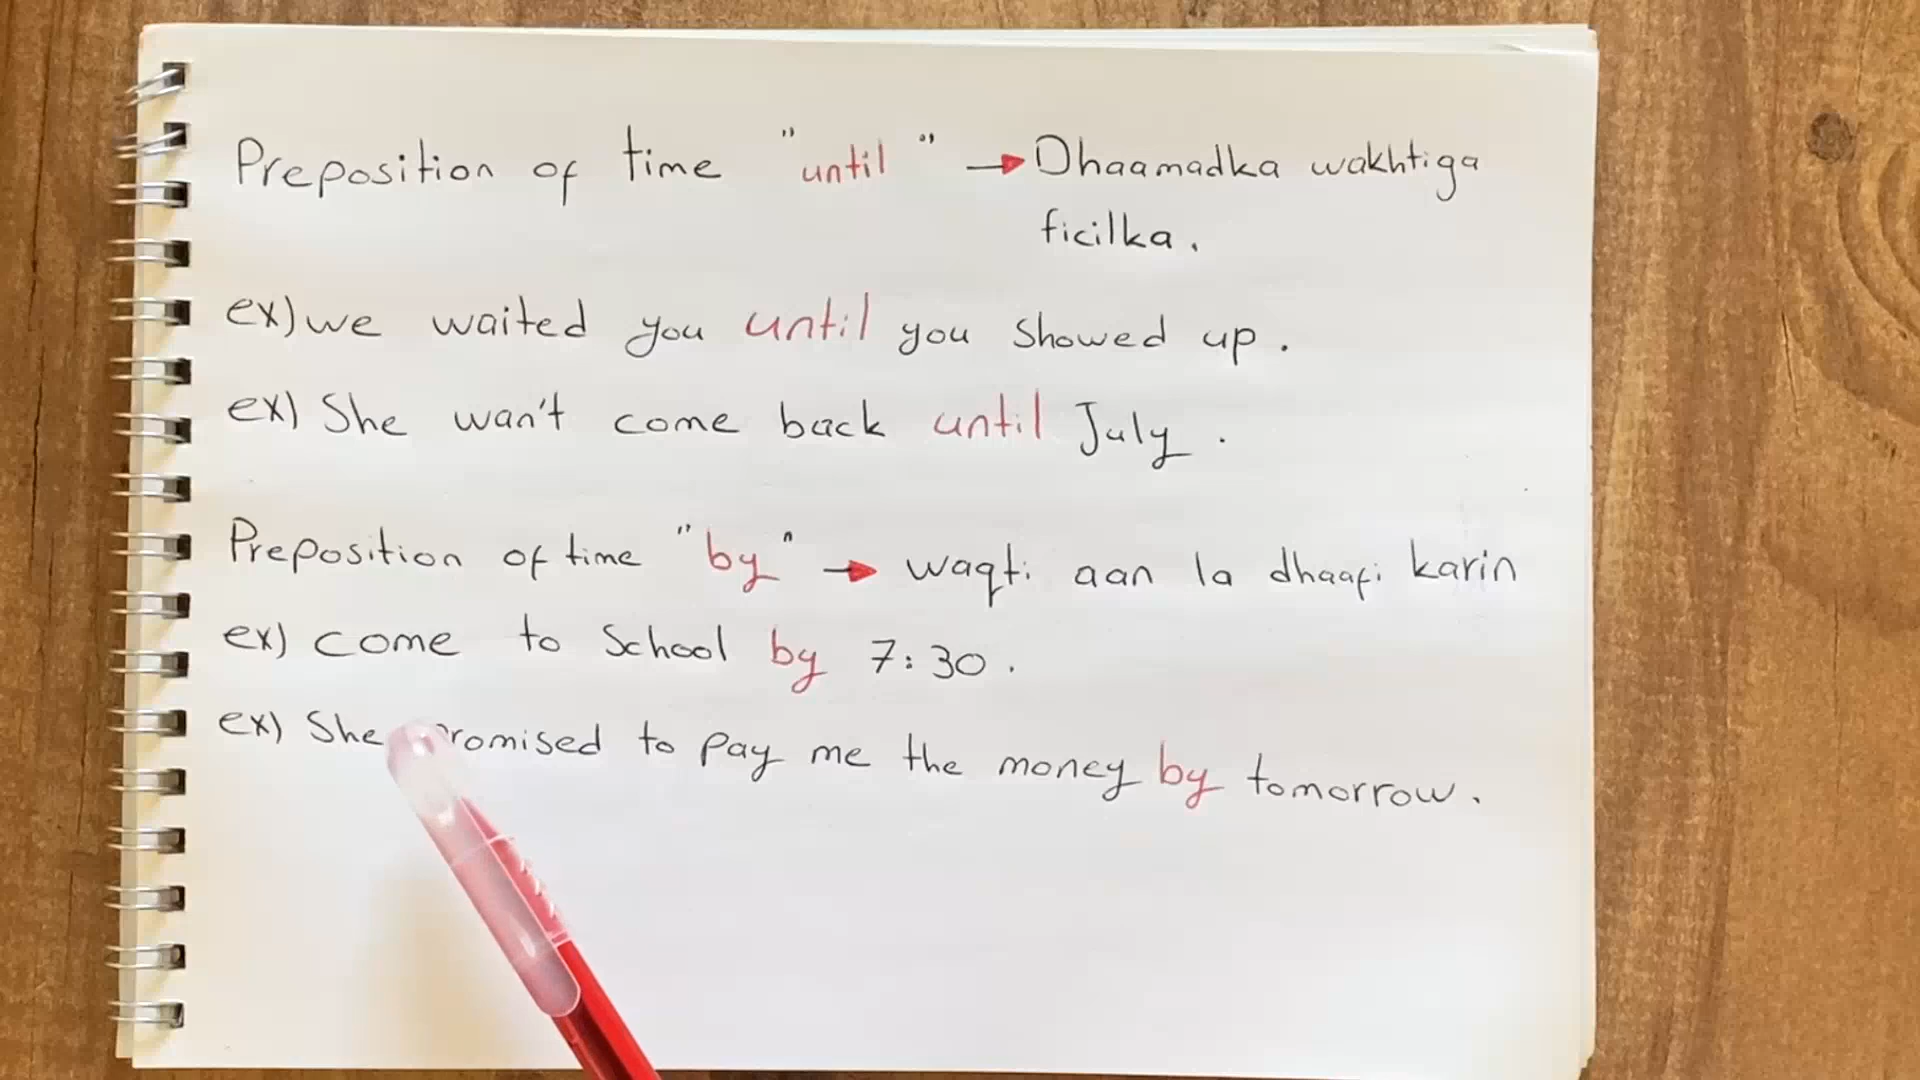 Preposition of time "until" → Dhaamadka wakhtiga
ficilka.
ex) we waited you until you showed up.
ex) She wan't come back until July.
Preposition of time "by" → waqti aan la dhaafi karin
ex) come to school by 7:30.
ex) She promised to pay me the money by tomorrow.